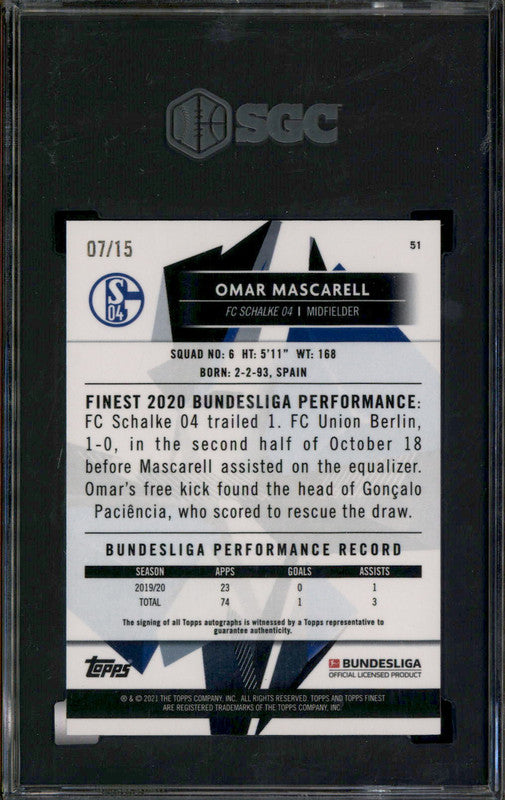 SGC
07/15
51
S
04
OMAR MASCARELL
FC SCHALKE 04 | MIDFIELDER
SQUAD NO: 6 HT: 5'11" WT: 168
BORN: 2-2-93, SPAIN
FINEST 2020 BUNDESLIGA PERFORMANCE:
FC Schalke 04 trailed 1. FC Union Berlin,
1-0, in the second half of October 18
before Mascarell assisted on the equalizer.
Omar's free kick found the head of Gonçalo
Paciência, who scored to rescue the draw.
BUNDESLIGA PERFORMANCE RECORD
SEASON APPS GOALS ASSISTS
2019/20 23 0 1
TOTAL 74 1 3
The signing of all Topps autographs is witnessed by a Topps representative to
guarantee authenticity.
topps
BUNDESLIGA
OFFICIAL LICENSED PRODUCT
® & © 2021 THE TOPPS COMPANY, INC. ALL RIGHTS RESERVED. TOPPS AND TOPPS FINEST
ARE REGISTERED TRADEMARKS OF THE TOPPS COMPANY, INC.